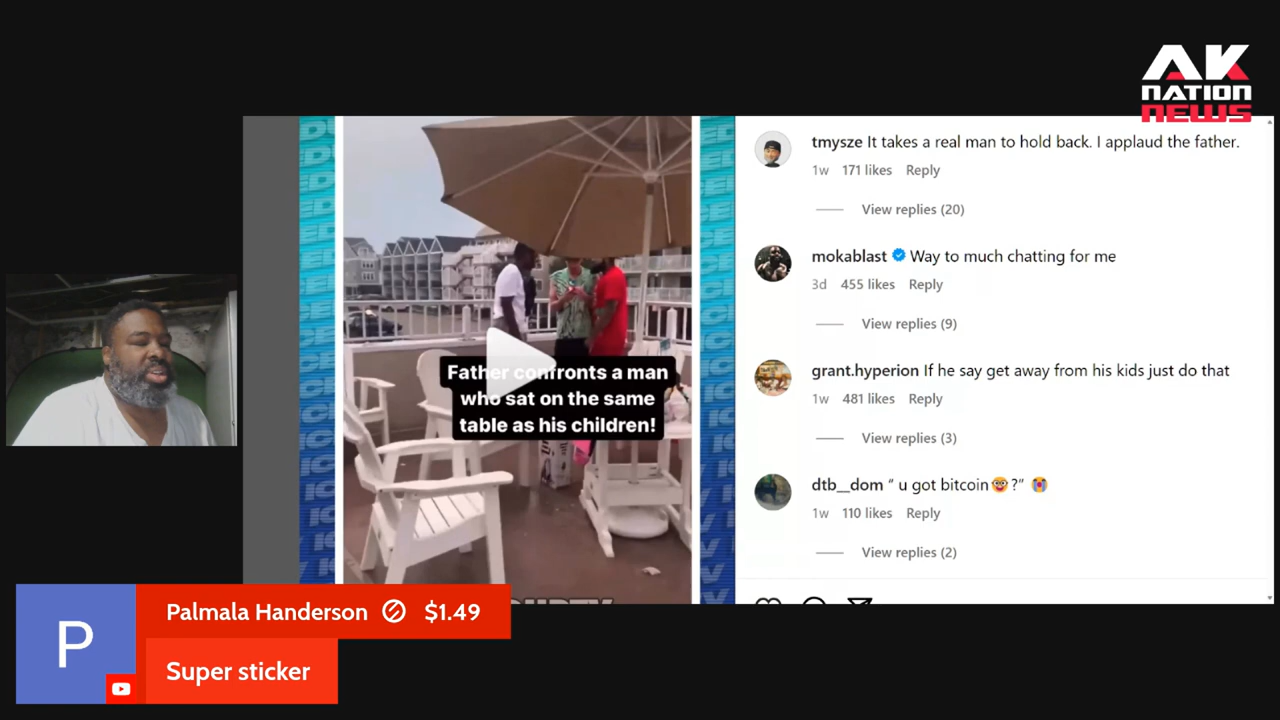 AK
NATION
NEWS
tmysze It takes a real man to hold back. I applaud the father.
1w 171 likes Reply
View replies (20)
mokablast Way to much chatting for me
3d 455 likes Reply
View replies (9)
grant.hyperion If he say get away from his kids just do that
1w 481 likes Reply
View replies (3)
dtb__dom “ u got bitcoin🤓?” 😭
1w 110 likes Reply
View replies (2)
Father confronts a man
who sat on the same
table as his children!
P
Palmala Handerson $1.49
Super sticker